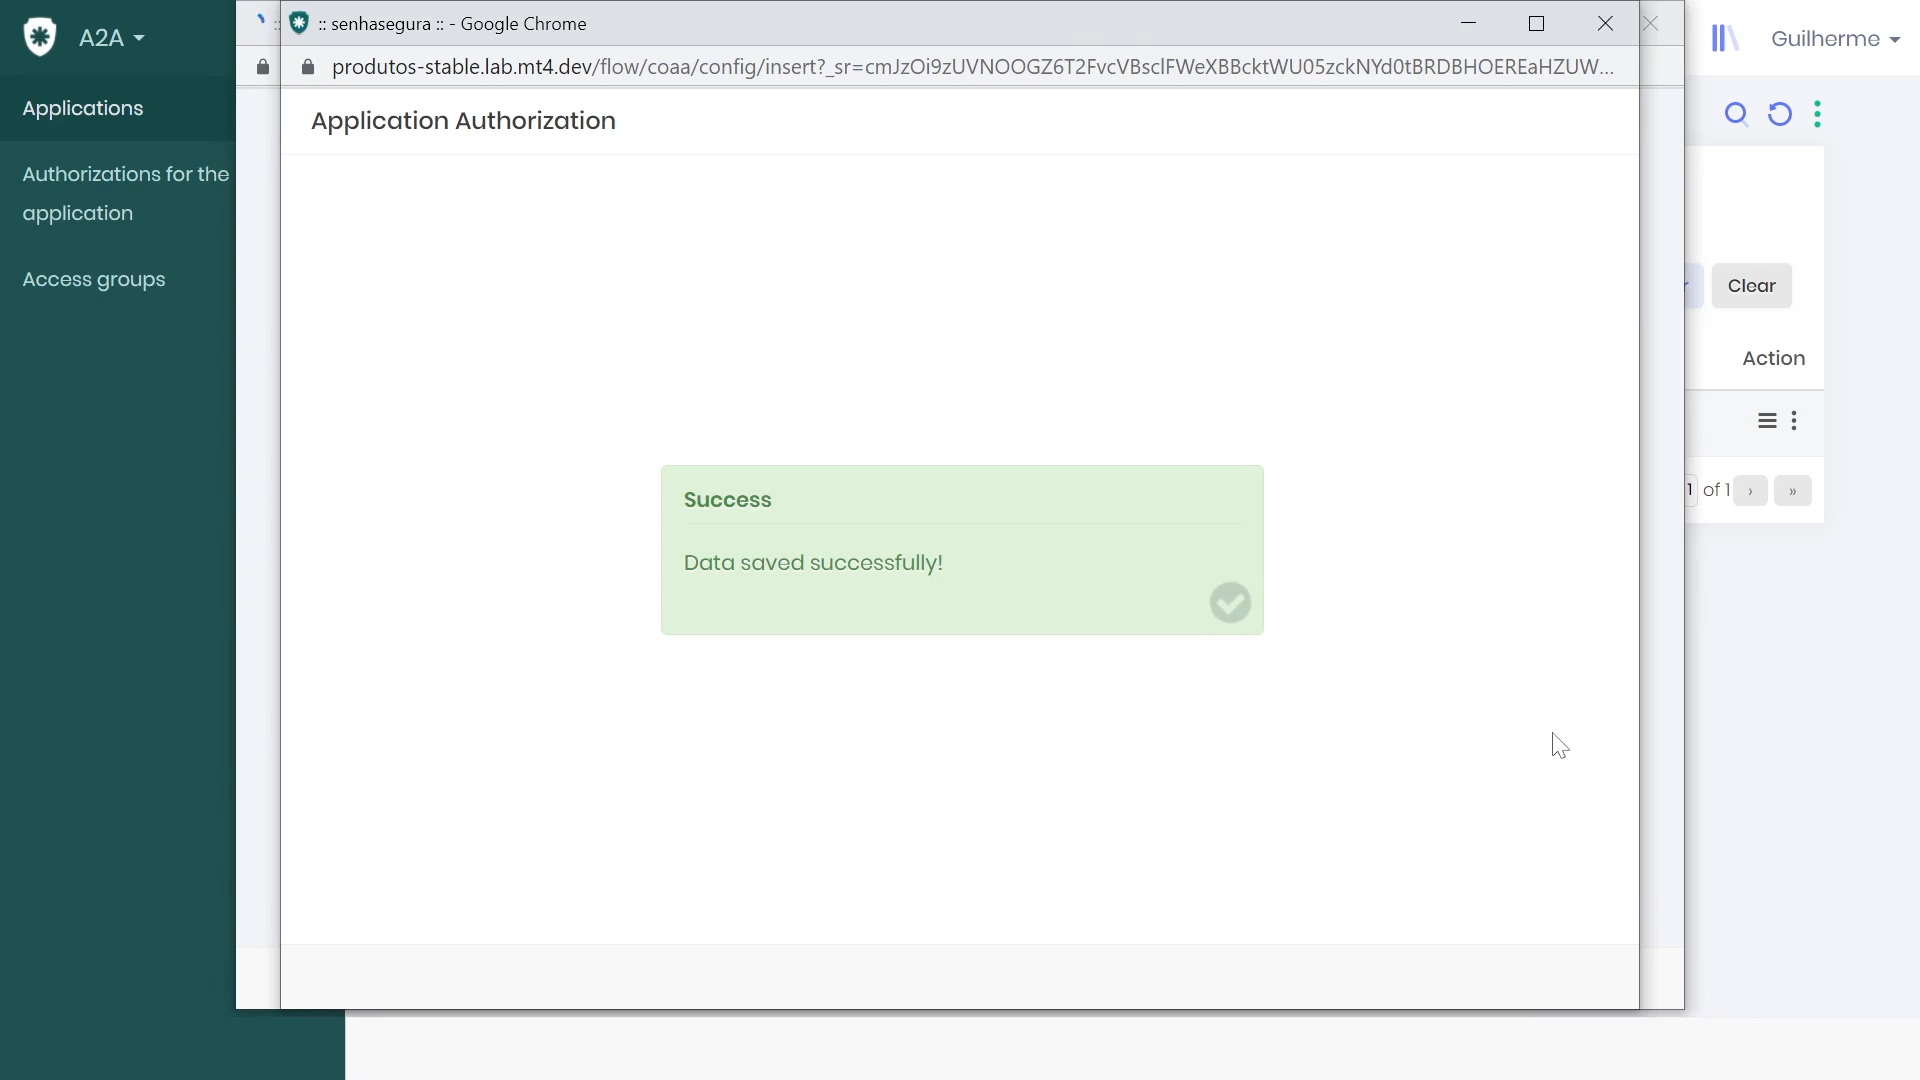 A2A
Applications
Authorizations for the
application
Access groups
:: senhasegura :: - Google Chrome
produtos-stable.lab.mt4.dev/flow/coaa/config/insert?_sr=cmJzOi9zUVNOOGZ6T2FvcVBsclFWeXBBcktWU05zckNYd0tBRDBHOEREaHZUW...
Application Authorization
Success
Data saved successfully!
Guilherme
Clear
Action
1 of 1 › »